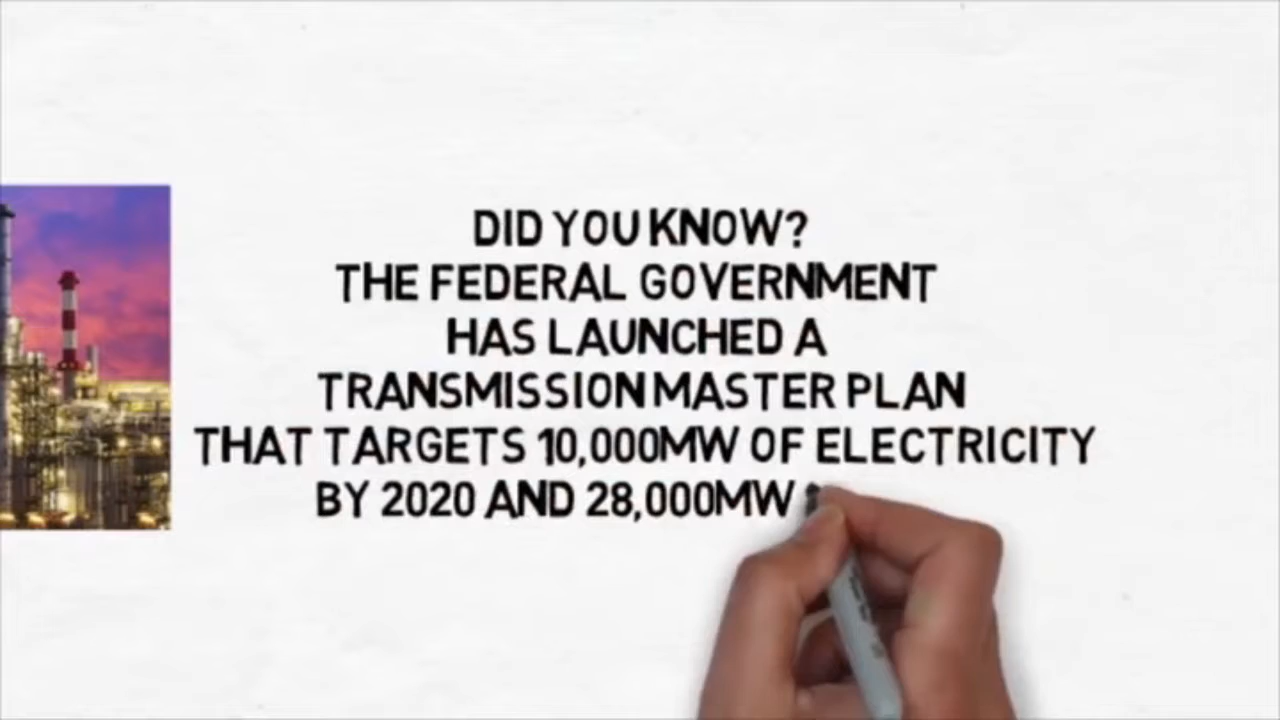 DID YOU KNOW?
THE FEDERAL GOVERNMENT
HAS LAUNCHED A
TRANSMISSION MASTER PLAN
THAT TARGETS 10,000MW OF ELECTRICITY
BY 2020 AND 28,000MW